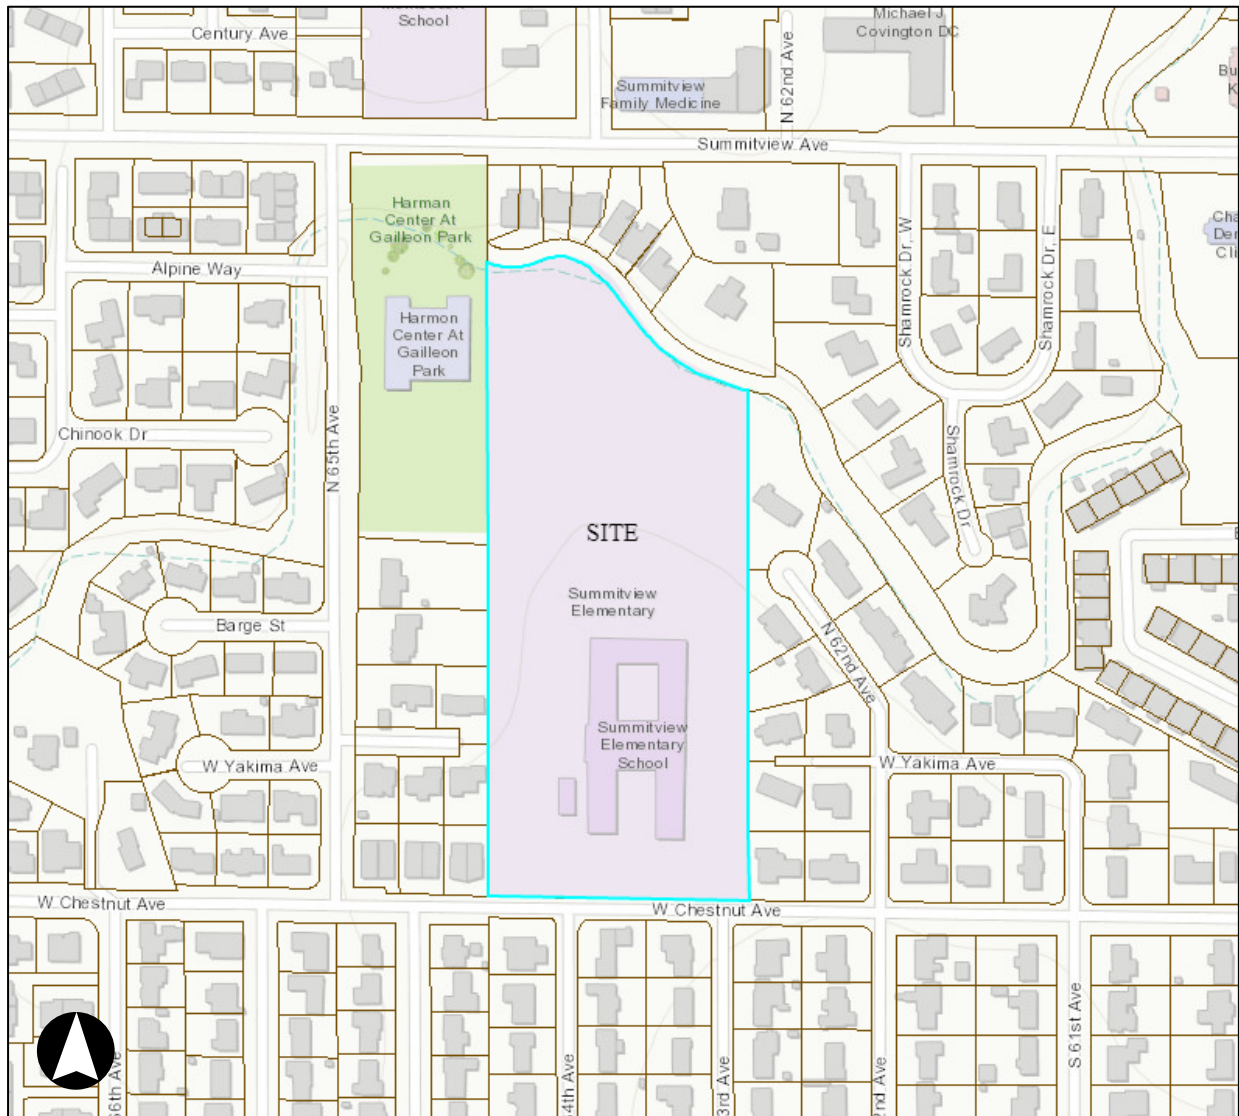 School
Century Ave
Michael J
Covington DC
N 62nd Ave
Summitview
Family Medicine
Summitview Ave
Harman
Center At
Gailleon Park
Alpine Way
Harmon
Center At
Gailleon
Park
Shamrock Dr, W
Shamrock Dr, E
Chinook Dr
N 65th Ave
Shamrock Dr
SITE
Summitview
Elementary
Barge St
N 62nd Ave
Summitview
Elementary
School
W Yakima Ave
W Yakima Ave
W Chestnut Ave
W Chestnut Ave
S 61st Ave